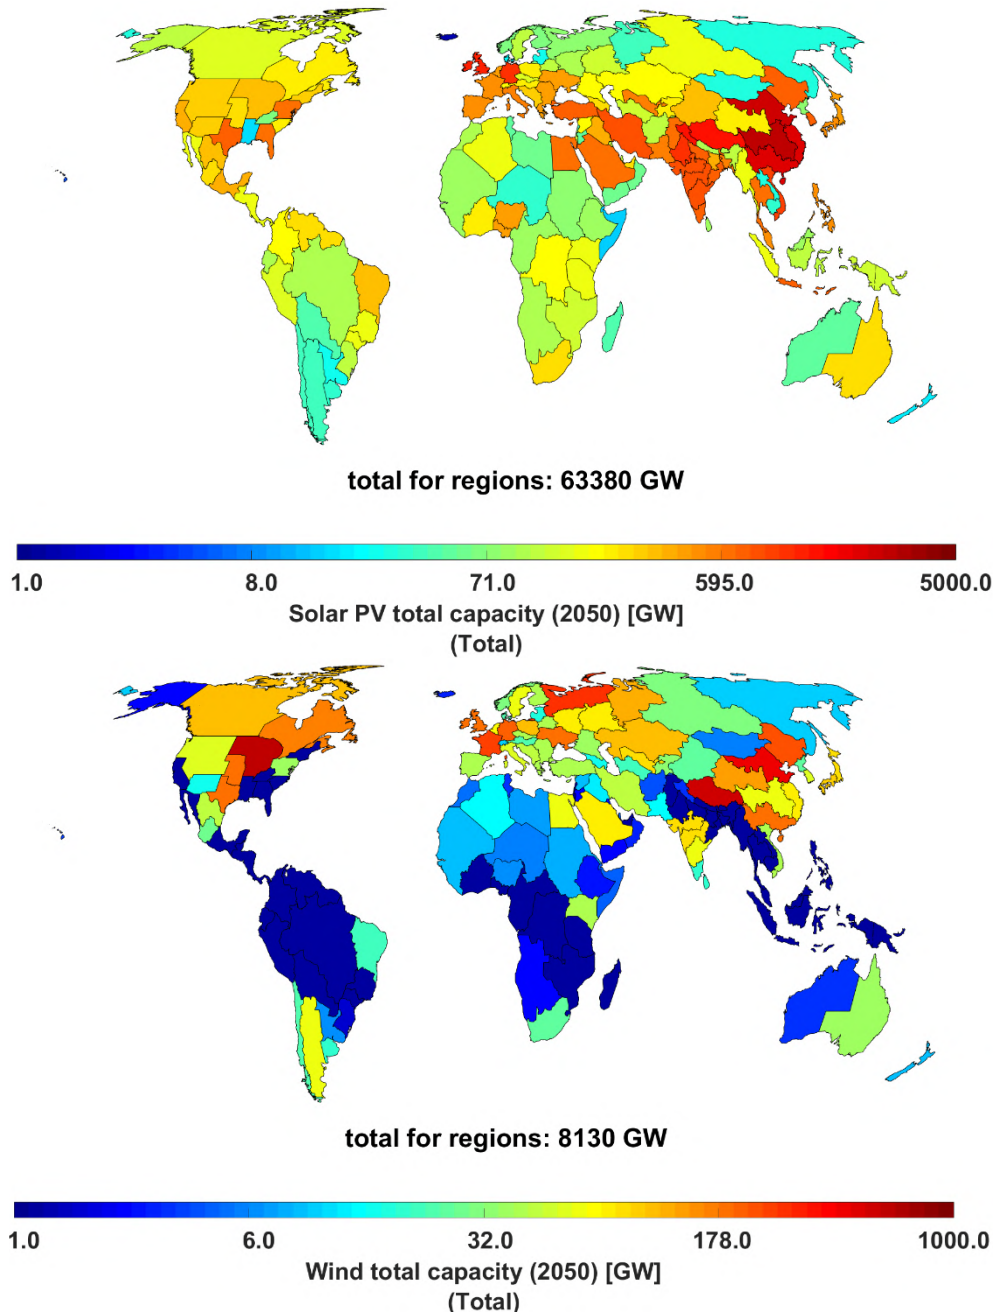 total for regions: 63380 GW
1.0 8.0 71.0 595.0 5000.0
Solar PV total capacity (2050) [GW]
(Total)
total for regions: 8130 GW
1.0 6.0 32.0 178.0 1000.0
Wind total capacity (2050) [GW]
(Total)